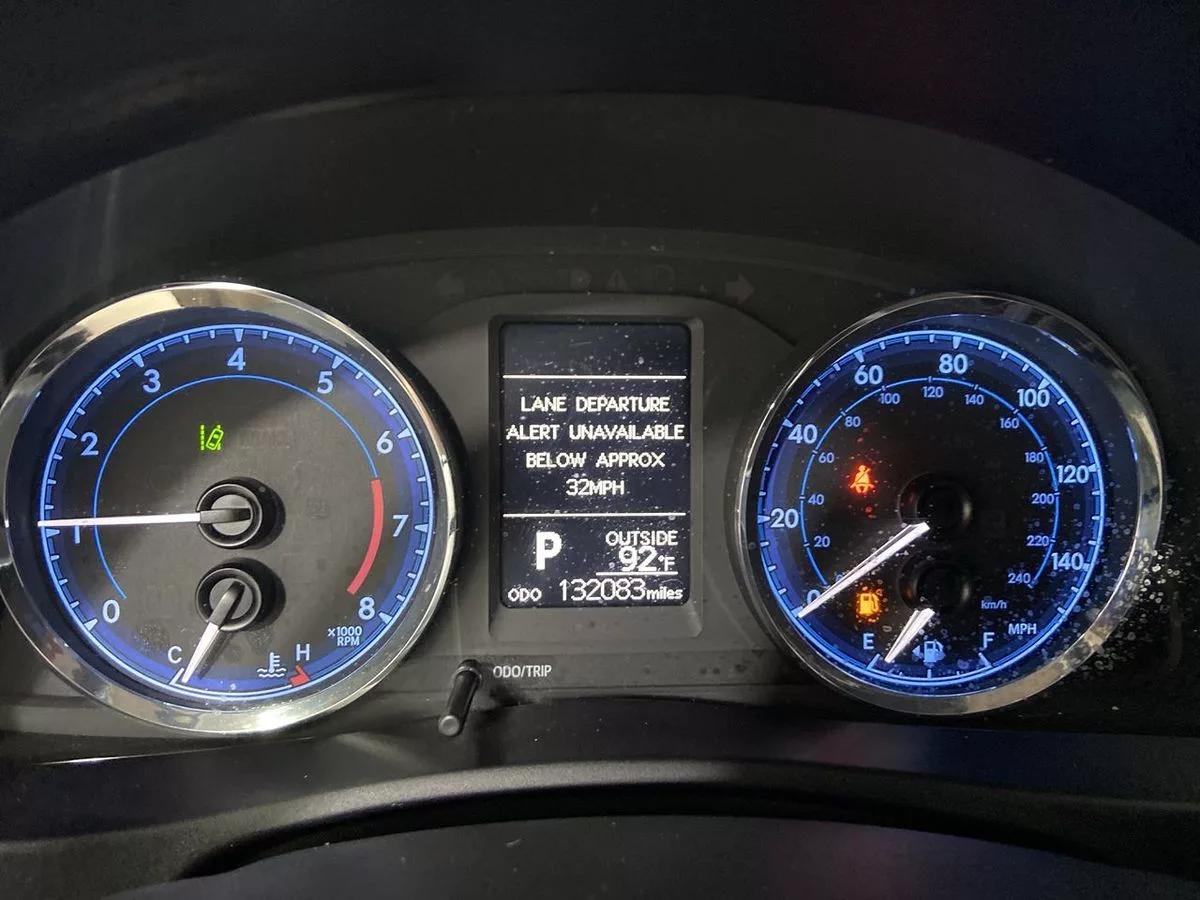 0
1
2
3
4
5
6
7
8
x1000
RPM
C
H
LANE DEPARTURE
ALERT UNAVAILABLE
BELOW APPROX
32MPH
P
OUTSIDE
92°F
ODO 132083 miles
ODO/TRIP
0
20
40
60
80
100
120
140
20
40
60
80
100
120
140
160
180
200
220
240
km/h
MPH
E
F